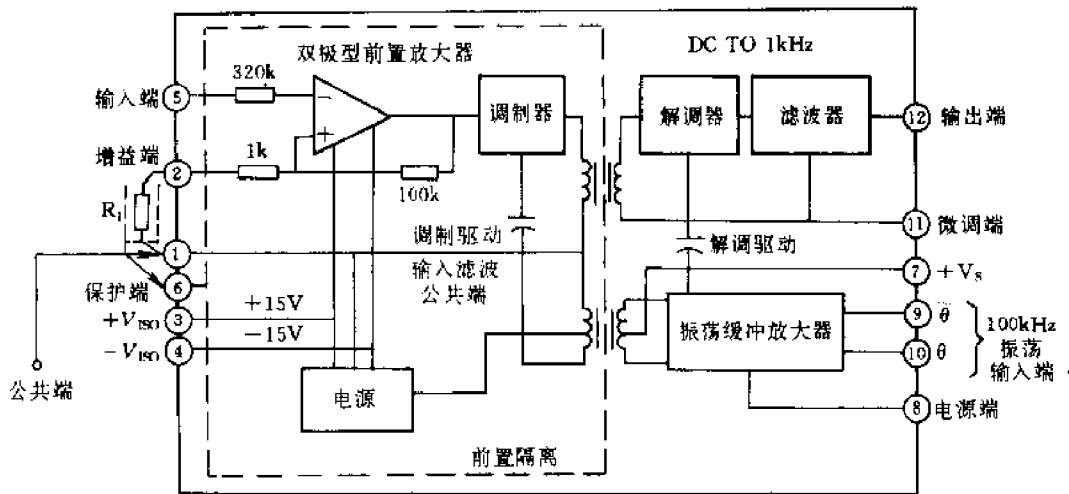 DC TO 1kHz
双极型前置放大器
320k
输入端
5
−
+
调制器
解调器
滤波器
12
输出端
增益端
2
1k
100k
R₁
调制驱动
解调驱动
11
微调端
1
输入滤波
公共端
7
+V_S
保护端
6
+V_ISO
3
+15V
-V_ISO
4
-15V
振荡缓冲放大器
9
θ̅
10
θ
100kHz
振荡
输入端
公共端
电源
8
电源端
前置隔离